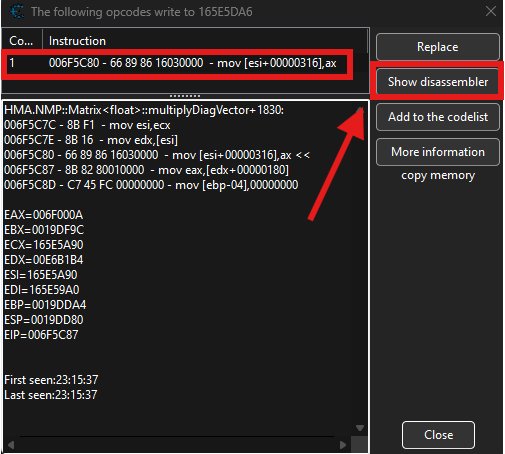 The following opcodes write to 165E5DA6
Co... Instruction
1 006F5C80 - 66 89 86 16030000 - mov [esi+00000316],ax
HMA.NMP::Matrix<float>::multiplyDiagVector+1830:
006F5C7C - 8B F1 - mov esi,ecx
006F5C7E - 8B 16 - mov edx,[esi]
006F5C80 - 66 89 86 16030000 - mov [esi+00000316],ax <<
006F5C87 - 8B 82 80010000 - mov eax,[edx+00000180]
006F5C8D - C7 45 FC 00000000 - mov [ebp-04],00000000
EAX=006F000A
EBX=0019DF9C
ECX=165E5A90
EDX=00E6B1B4
ESI=165E5A90
EDI=165E59A0
EBP=0019DDA4
ESP=0019DD80
EIP=006F5C87
First seen:23:15:37
Last seen:23:15:37
Replace
Show disassembler
Add to the codelist
More information
copy memory
Close